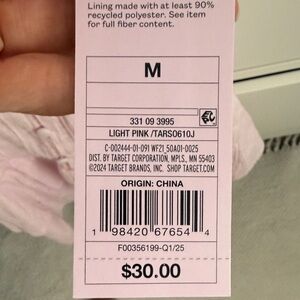 Lining made with at least 90%
recycled polyester. See item
for full fiber content.
M
331 09 3995
LIGHT PINK /TARS0610J
C-002444-01-091 WF21_50A01-0025
DIST. BY TARGET CORPORATION, MPLS., MN 55403
©2024 TARGET BRANDS, INC. SHOP TARGET.COM
ORIGIN: CHINA
1 98420 67654 4
F00356199-Q1/25
$30.00